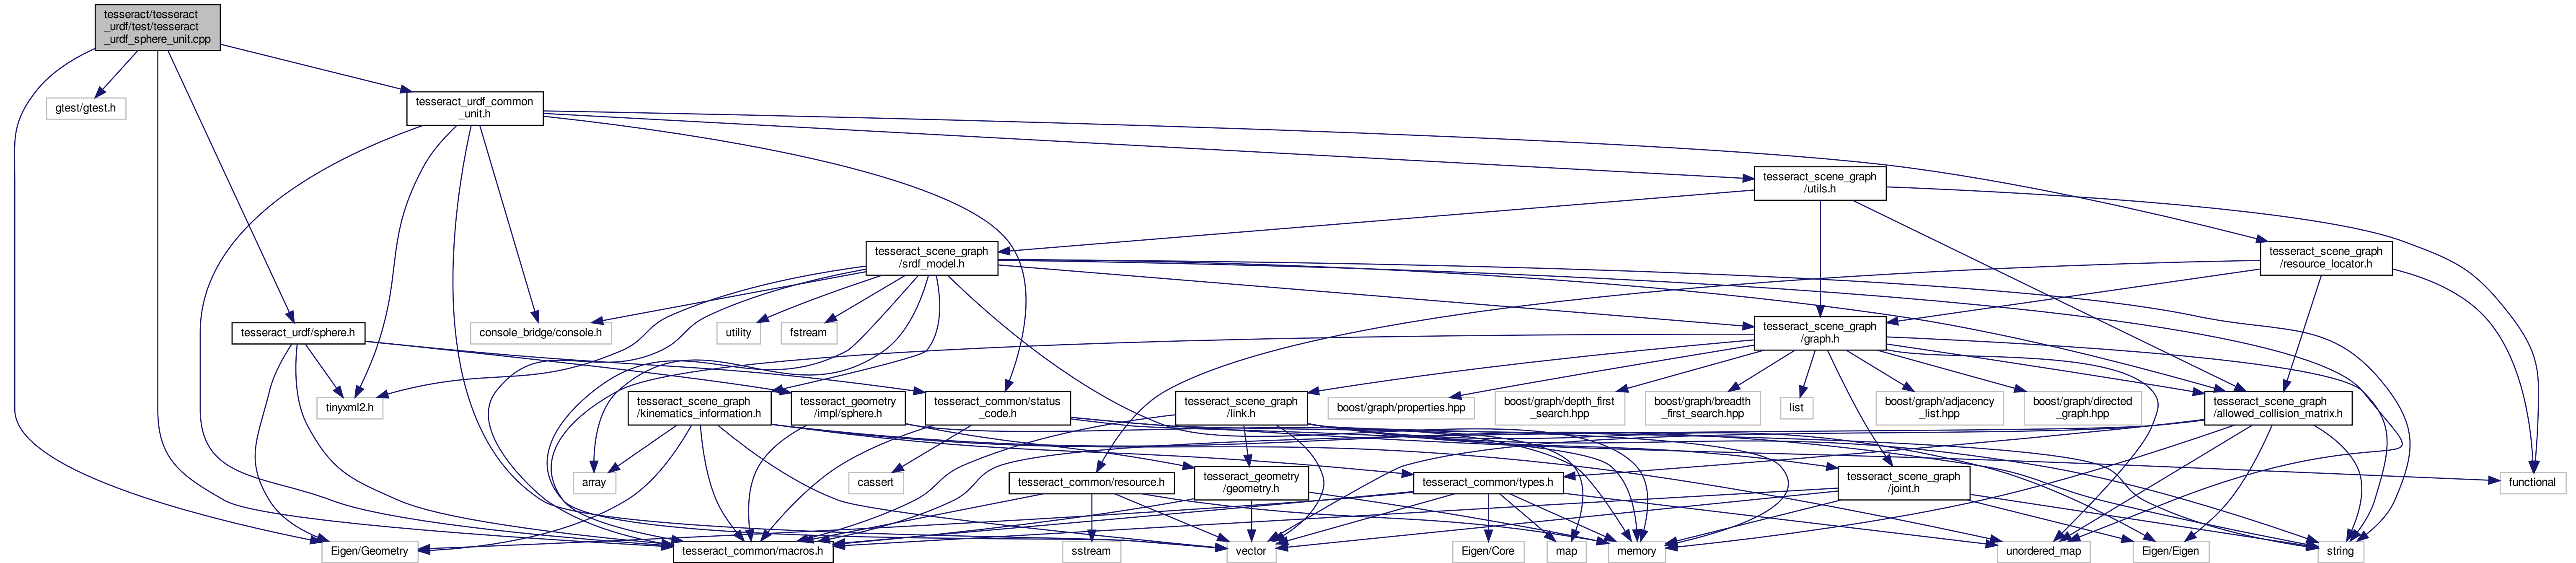 tesseract/tesseract
_urdf/test/tesseract
_urdf_sphere_unit.cpp
gtest/gtest.h
tesseract_urdf_common
_unit.h
tesseract_scene_graph
/utils.h
tesseract_scene_graph
/srdf_model.h
tesseract_scene_graph
/resource_locator.h
tesseract_urdf/sphere.h
console_bridge/console.h
utility
fstream
tesseract_scene_graph
/graph.h
tinyxml2.h
tesseract_scene_graph
/kinematics_information.h
tesseract_geometry
/impl/sphere.h
tesseract_common/status
_code.h
tesseract_scene_graph
/link.h
boost/graph/properties.hpp
boost/graph/depth_first
_search.hpp
boost/graph/breadth
_first_search.hpp
list
boost/graph/adjacency
_list.hpp
boost/graph/directed
_graph.hpp
tesseract_scene_graph
/allowed_collision_matrix.h
array
cassert
tesseract_common/resource.h
tesseract_geometry
/geometry.h
tesseract_common/types.h
tesseract_scene_graph
/joint.h
functional
Eigen/Geometry
tesseract_common/macros.h
sstream
vector
Eigen/Core
map
memory
unordered_map
Eigen/Eigen
string